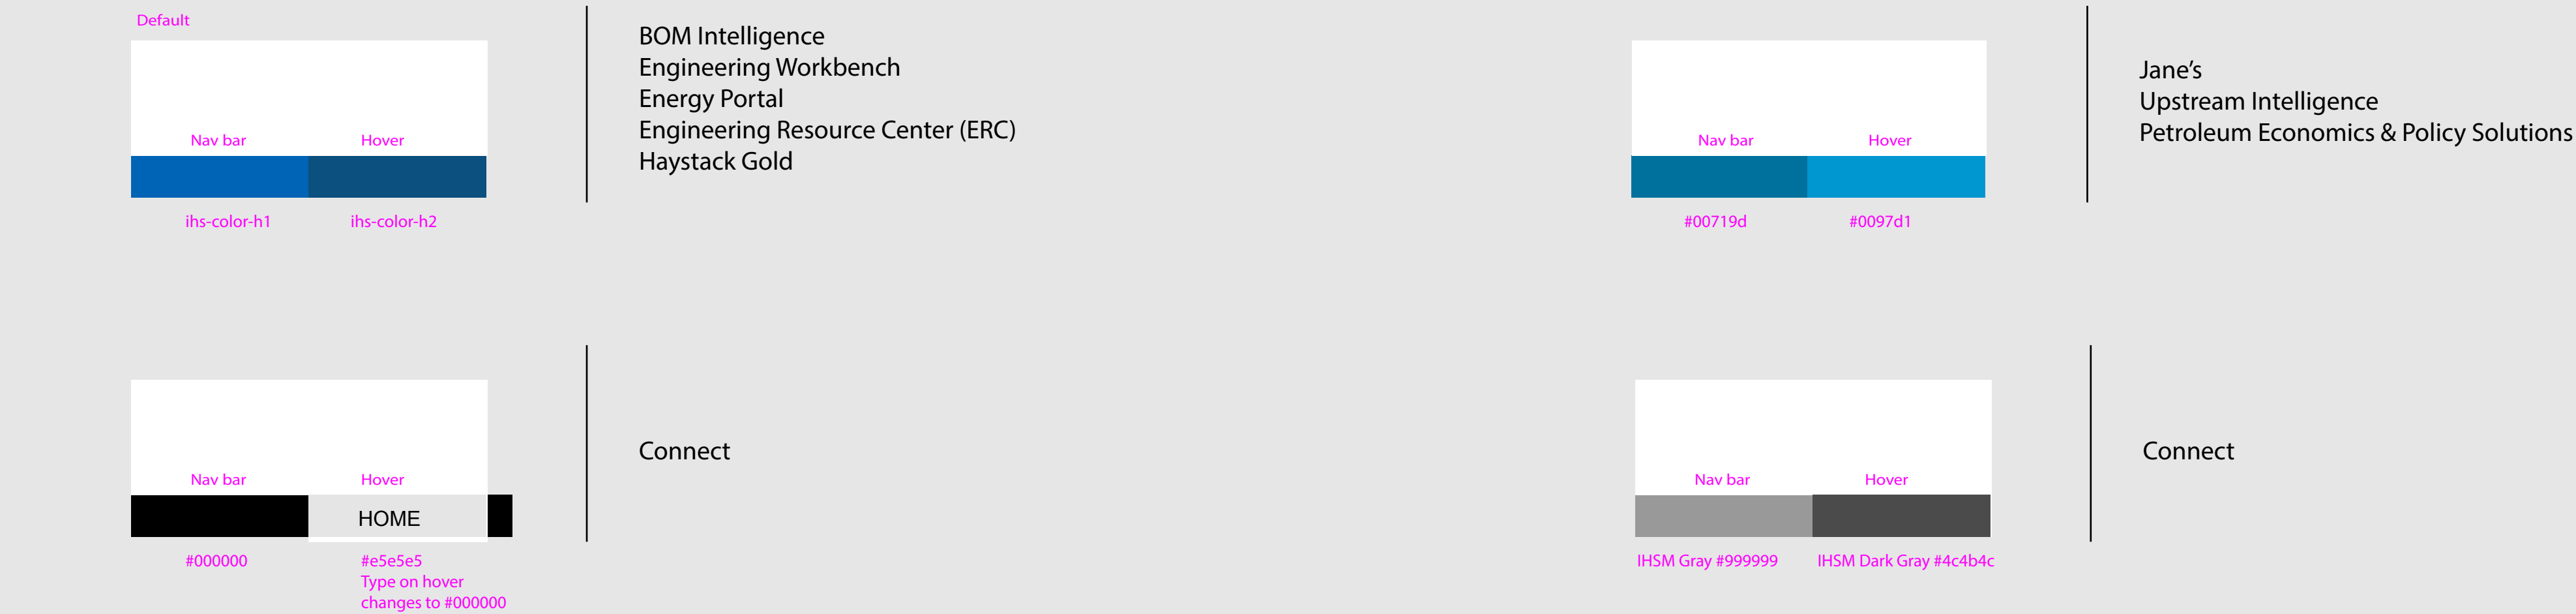 Default
Nav bar
Hover
ihs-color-h1
ihs-color-h2
BOM Intelligence
Engineering Workbench
Energy Portal
Engineering Resource Center (ERC)
Haystack Gold
Nav bar
Hover
#00719d
#0097d1
Jane’s
Upstream Intelligence
Petroleum Economics & Policy Solutions
Nav bar
Hover
HOME
#000000
#e5e5e5
Type on hover
changes to #000000
Connect
Nav bar
Hover
IHSM Gray #999999
IHSM Dark Gray #4c4b4c
Connect